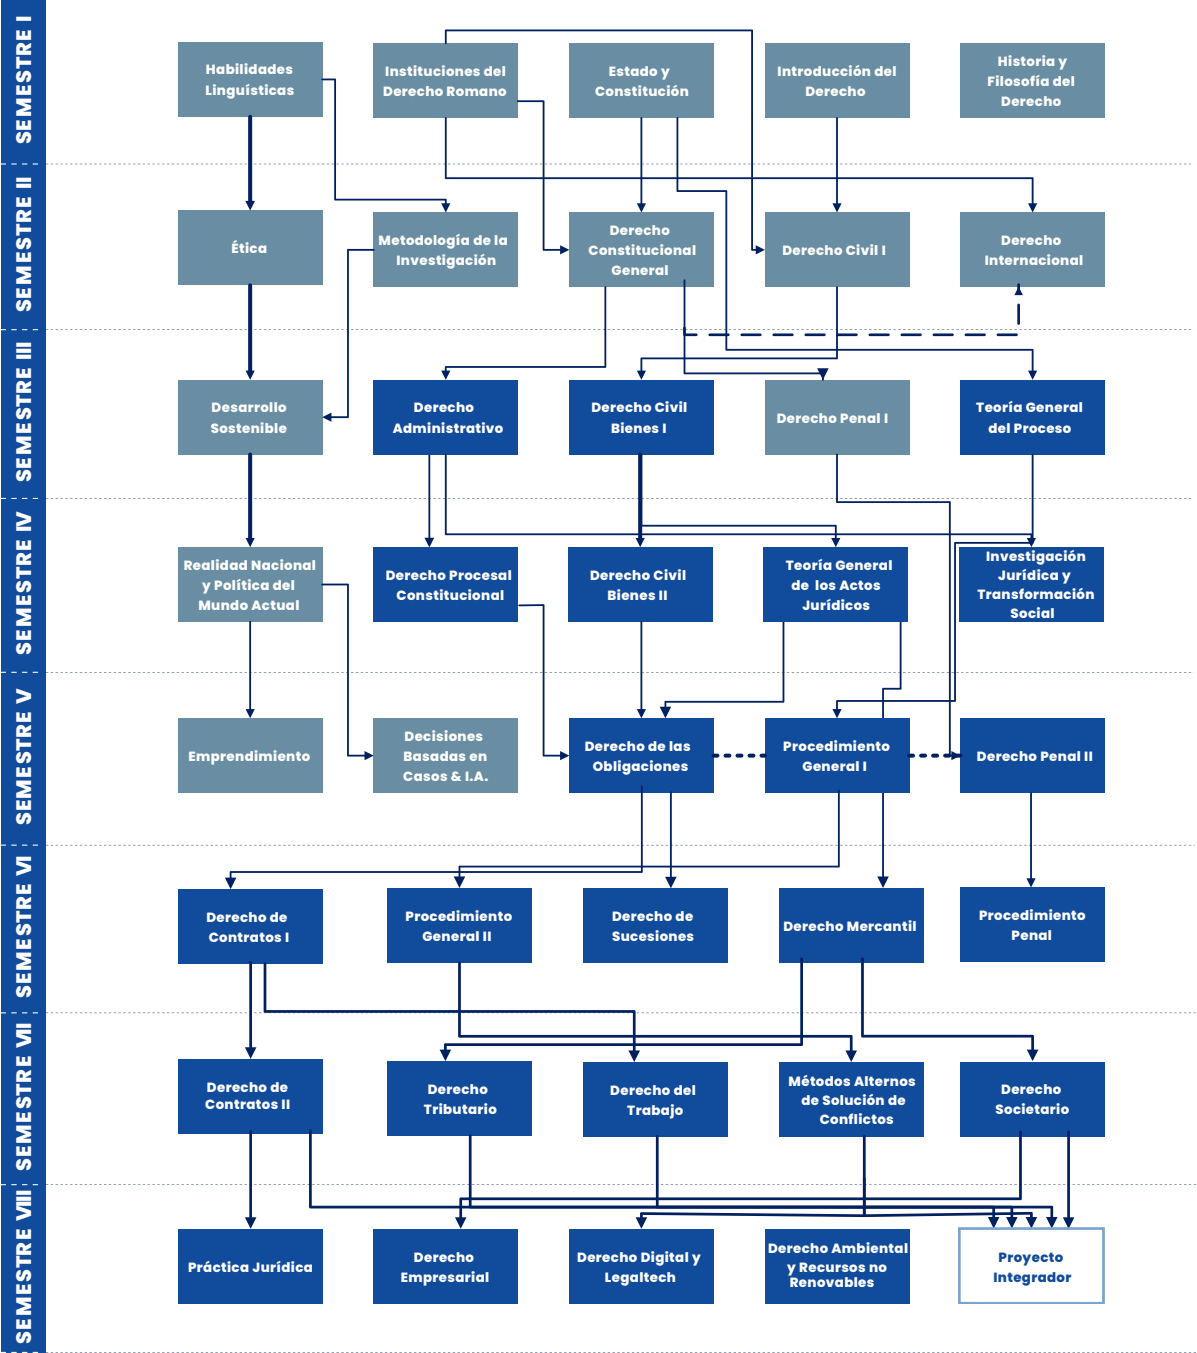 SEMESTRE I
Habilidades
Linguísticas
Instituciones del
Derecho Romano
Estado y
Constitución
Introducción del
Derecho
Historia y
Filosofía del
Derecho
SEMESTRE II
Ética
Metodología de la
Investigación
Derecho
Constitucional
General
Derecho Civil I
Derecho
Internacional
SEMESTRE III
Desarrollo
Sostenible
Derecho
Administrativo
Derecho Civil
Bienes I
Derecho Penal I
Teoría General
del Proceso
SEMESTRE IV
Realidad Nacional
y Política del
Mundo Actual
Derecho Procesal
Constitucional
Derecho Civil
Bienes II
Teoría General
de los Actos
Jurídicos
Investigación
Jurídica y
Transformación
Social
SEMESTRE V
Emprendimiento
Decisiones
Basadas en
Casos & I.A.
Derecho de las
Obligaciones
Procedimiento
General I
Derecho Penal II
SEMESTRE VI
Derecho de
Contratos I
Procedimiento
General II
Derecho de
Sucesiones
Derecho Mercantil
Procedimiento
Penal
SEMESTRE VII
Derecho de
Contratos II
Derecho
Tributario
Derecho del
Trabajo
Métodos Alternos
de Solución de
Conflictos
Derecho
Societario
SEMESTRE VIII
Práctica Jurídica
Derecho
Empresarial
Derecho Digital y
Legaltech
Derecho Ambiental
y Recursos no
Renovables
Proyecto
Integrador